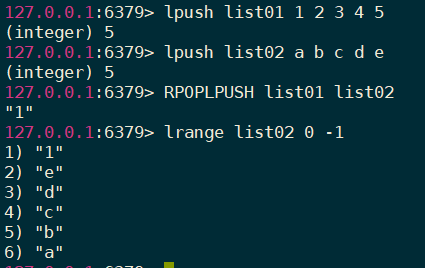 127.0.0.1:6379> lpush list01 1 2 3 4 5
(integer) 5
127.0.0.1:6379> lpush list02 a b c d e
(integer) 5
127.0.0.1:6379> RPOPLPUSH list01 list02
"1"
127.0.0.1:6379> lrange list02 0 -1
1) "1"
2) "e"
3) "d"
4) "c"
5) "b"
6) "a"
127.0.0.1:6379>